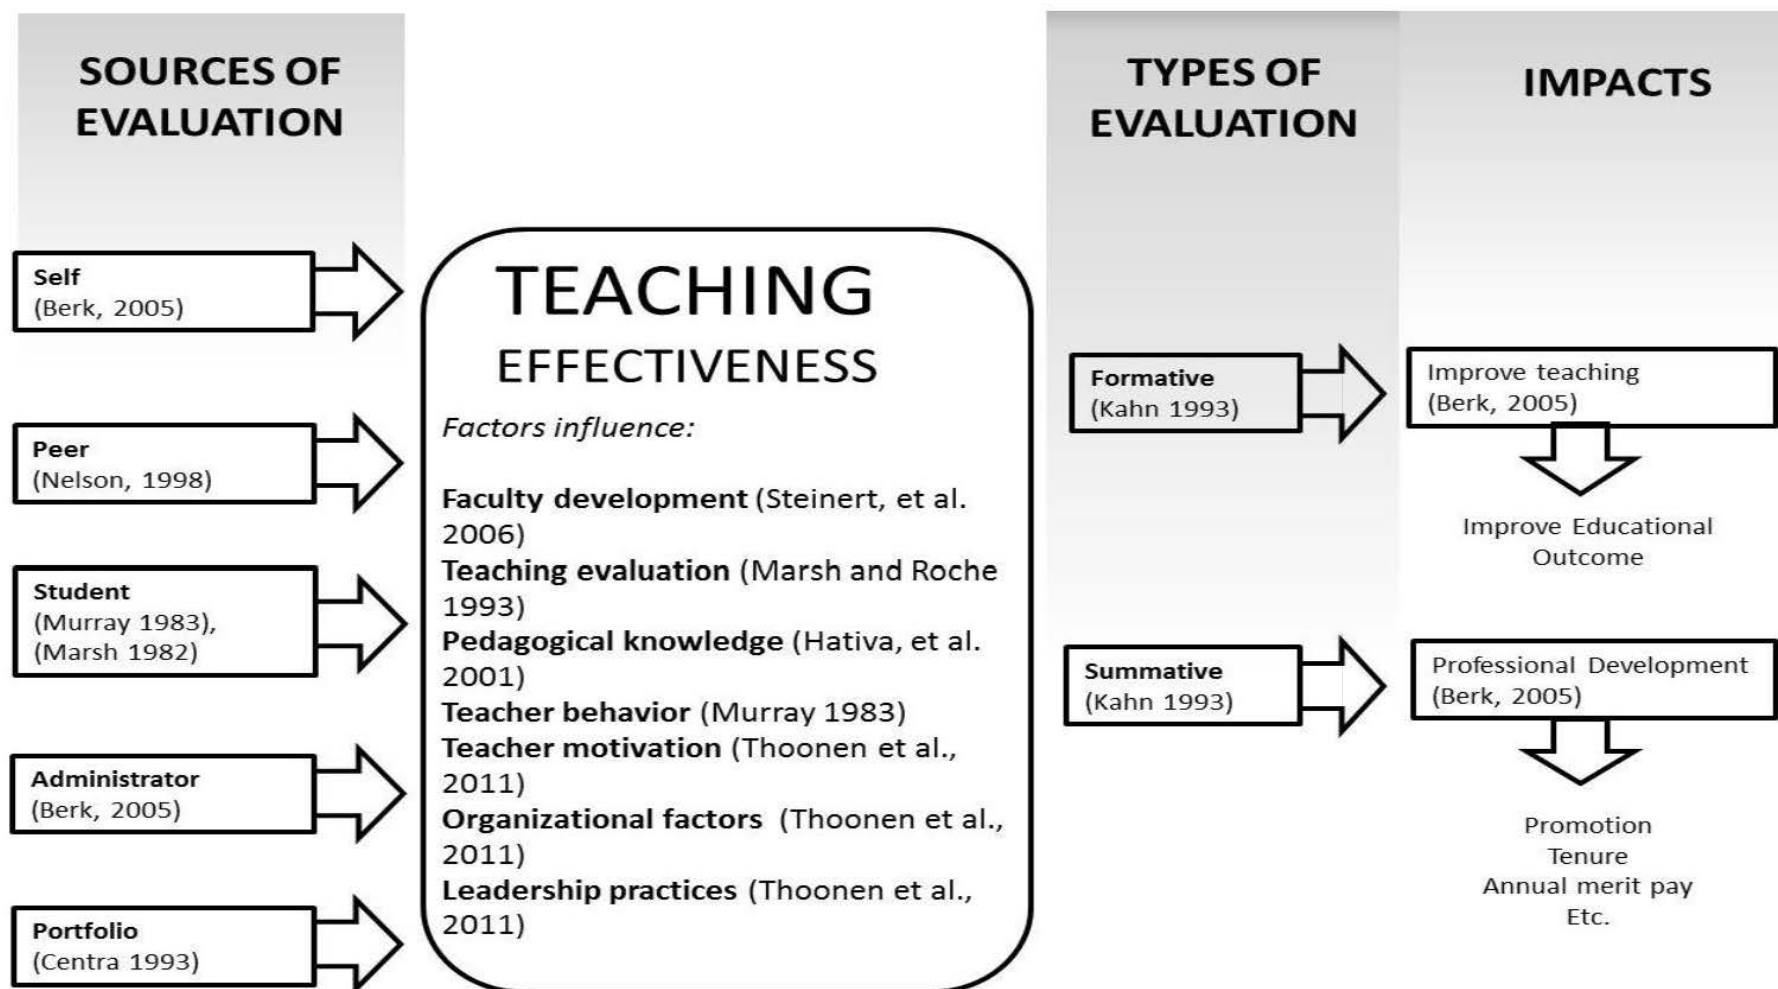 SOURCES OF
EVALUATION
Self
(Berk, 2005)
Peer
(Nelson, 1998)
Student
(Murray 1983),
(Marsh 1982)
Administrator
(Berk, 2005)
Portfolio
(Centra 1993)
TEACHING
EFFECTIVENESS
Factors influence:
Faculty development (Steinert, et al.
2006)
Teaching evaluation (Marsh and Roche
1993)
Pedagogical knowledge (Hativa, et al.
2001)
Teacher behavior (Murray 1983)
Teacher motivation (Thoonen et al.,
2011)
Organizational factors (Thoonen et al.,
2011)
Leadership practices (Thoonen et al.,
2011)
TYPES OF
EVALUATION
Formative
(Kahn 1993)
Summative
(Kahn 1993)
IMPACTS
Improve teaching
(Berk, 2005)
Improve Educational
Outcome
Professional Development
(Berk, 2005)
Promotion
Tenure
Annual merit pay
Etc.